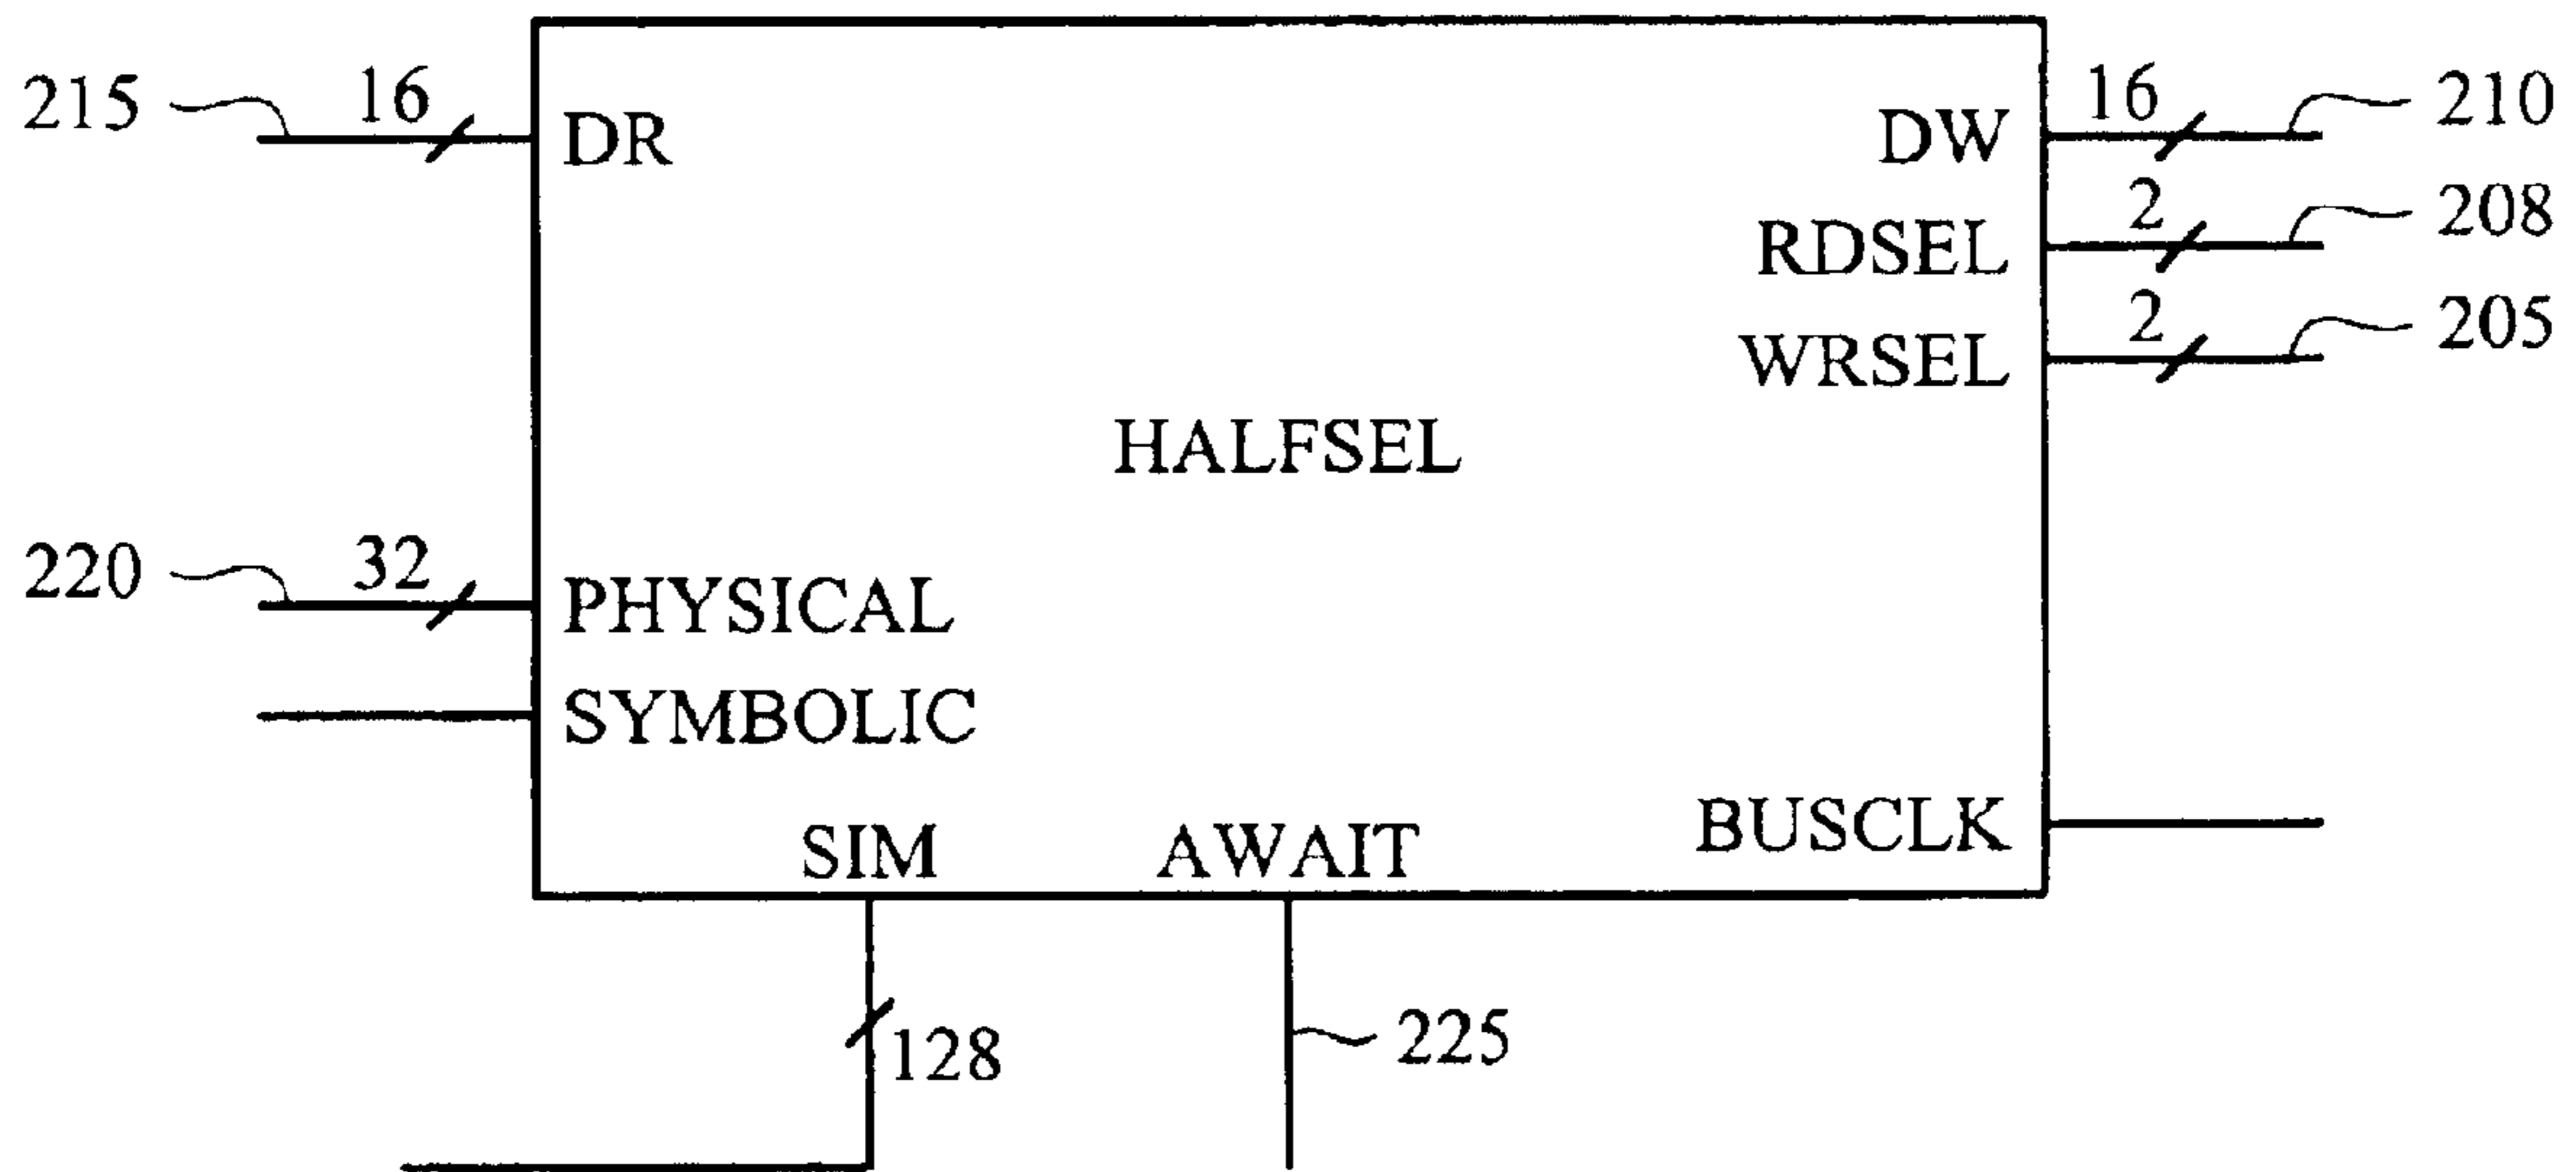 215 16 DR DW 16 210
RDSEL 2 208
WRSEL 2 205
HALFSEL
220 32 PHYSICAL
SYMBOLIC
SIM AWAIT BUSCLK
128 225